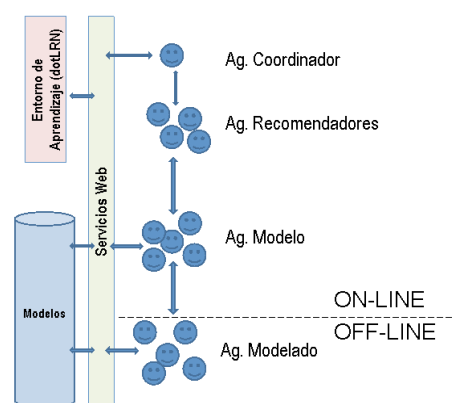 Entorno de
Aprendizaje (dotLRN)
Servicios Web
Ag. Coordinador
Ag. Recomendadores
Ag. Modelo
Modelos
ON-LINE
OFF-LINE
Ag. Modelado